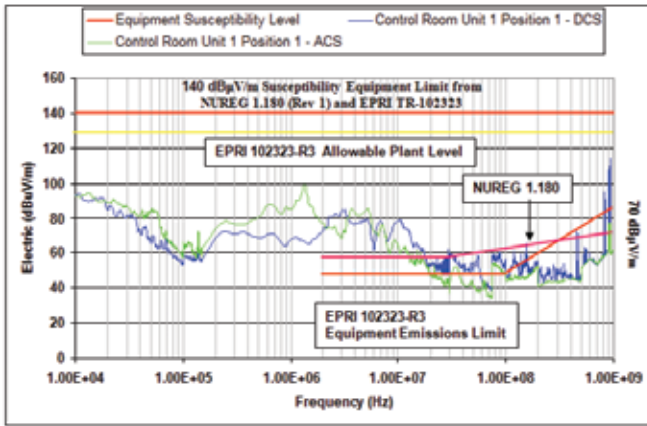 Equipment Susceptibility Level
Control Room Unit 1 Position 1 - DCS
Control Room Unit 1 Position 1 - ACS
160
140
120
100
80
60
40
20
0
Electric (dBuV/m)
140 dBµV/m Susceptibility Equipment Limit from
NUREG 1.180 (Rev 1) and EPRI TR-102323
EPRI 102323-R3 Allowable Plant Level
NUREG 1.180
EPRI 102323-R3
Equipment Emissions Limit
70 dBµV/m
1.00E+04
1.00E+05
1.00E+06
1.00E+07
1.00E+08
1.00E+09
Frequency (Hz)